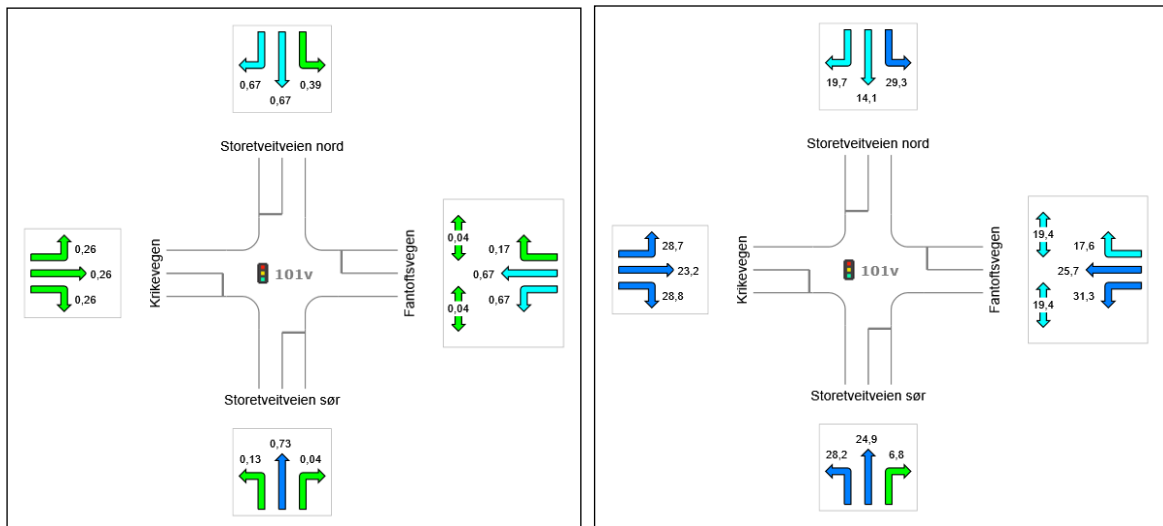 0,67
0,39
0,67
Storetveitveien nord
0,26
0,26
0,26
Krikevegen
101v
Fantoftsvegen
0,04
0,17
0,67
0,04
0,67
Storetveitveien sør
0,73
0,13
0,04
19,7
29,3
14,1
Storetveitveien nord
28,7
23,2
28,8
Krikevegen
101v
Fantoftsvegen
19,4
17,6
25,7
19,4
31,3
Storetveitveien sør
24,9
28,2
6,8